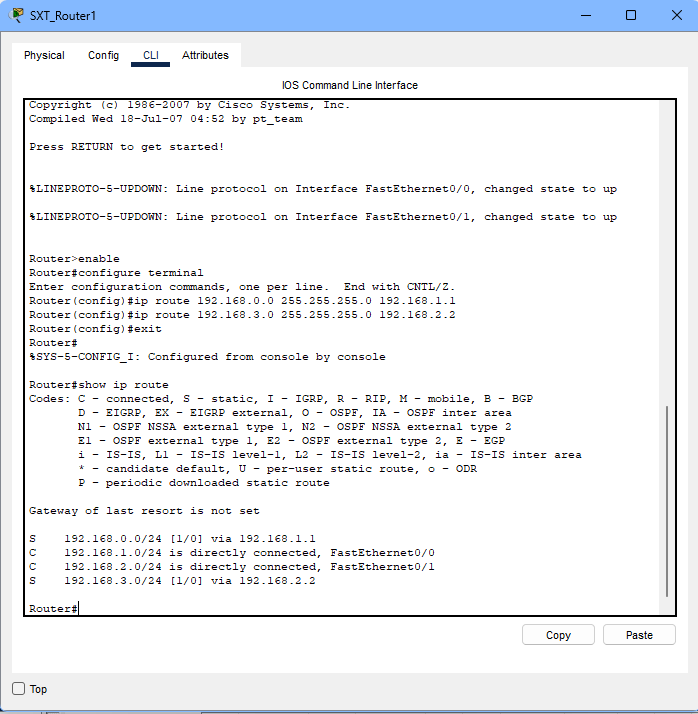 SXT_Router1
Physical Config CLI Attributes
IOS Command Line Interface
Copyright (c) 1986-2007 by Cisco Systems, Inc.
Compiled Wed 18-Jul-07 04:52 by pt_team
Press RETURN to get started!
%LINEPROTO-5-UPDOWN: Line protocol on Interface FastEthernet0/0, changed state to up
%LINEPROTO-5-UPDOWN: Line protocol on Interface FastEthernet0/1, changed state to up
Router>enable
Router#configure terminal
Enter configuration commands, one per line.  End with CNTL/Z.
Router(config)#ip route 192.168.0.0 255.255.255.0 192.168.1.1
Router(config)#ip route 192.168.3.0 255.255.255.0 192.168.2.2
Router(config)#exit
Router#
%SYS-5-CONFIG_I: Configured from console by console
Router#show ip route
Codes: C - connected, S - static, I - IGRP, R - RIP, M - mobile, B - BGP
       D - EIGRP, EX - EIGRP external, O - OSPF, IA - OSPF inter area
       N1 - OSPF NSSA external type 1, N2 - OSPF NSSA external type 2
       E1 - OSPF external type 1, E2 - OSPF external type 2, E - EGP
       i - IS-IS, L1 - IS-IS level-1, L2 - IS-IS level-2, ia - IS-IS inter area
       * - candidate default, U - per-user static route, o - ODR
       P - periodic downloaded static route
Gateway of last resort is not set
S    192.168.0.0/24 [1/0] via 192.168.1.1
C    192.168.1.0/24 is directly connected, FastEthernet0/0
C    192.168.2.0/24 is directly connected, FastEthernet0/1
S    192.168.3.0/24 [1/0] via 192.168.2.2
Router#
Copy Paste
Top